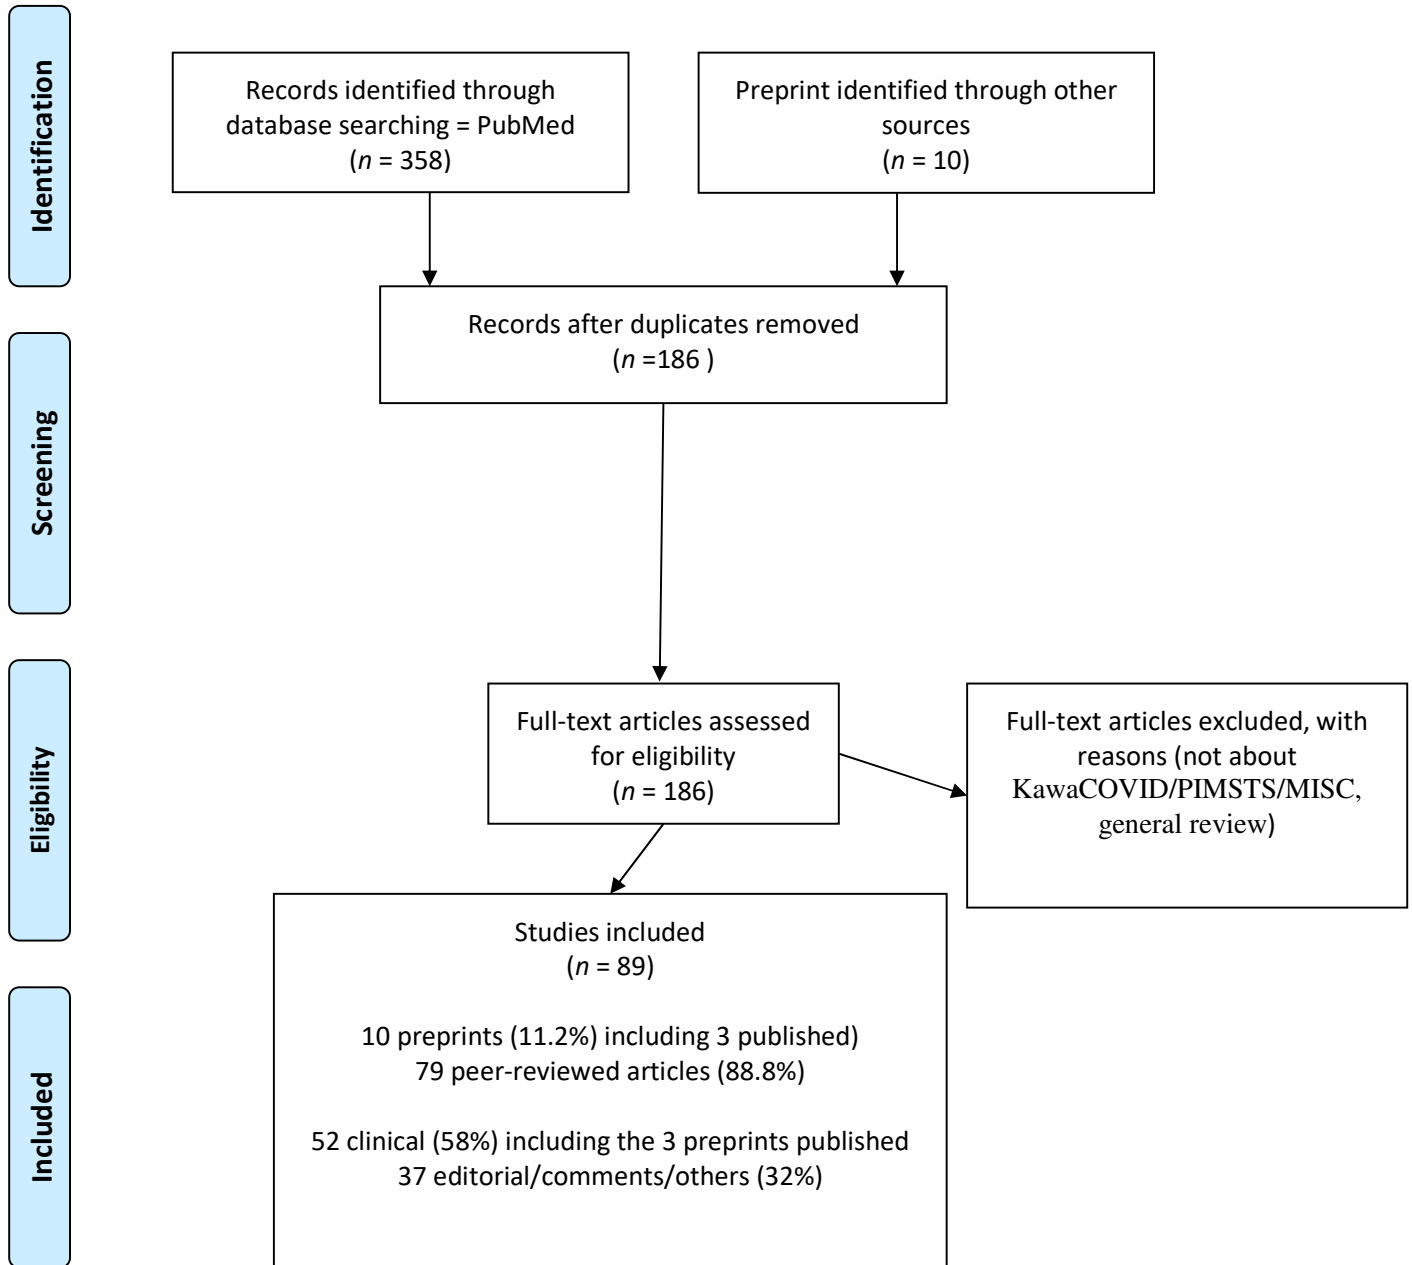 Identification
Records identified through
database searching = PubMed
(n = 358)
Preprint identified through other
sources
(n = 10)
Records after duplicates removed
(n =186 )
Screening
Full-text articles assessed
for eligibility
(n = 186)
Full-text articles excluded, with
reasons (not about
KawaCOVID/PIMSTS/MISC,
general review)
Eligibility
Studies included
(n = 89)
10 preprints (11.2%) including 3 published)
79 peer-reviewed articles (88.8%)
52 clinical (58%) including the 3 preprints published
37 editorial/comments/others (32%)
Included